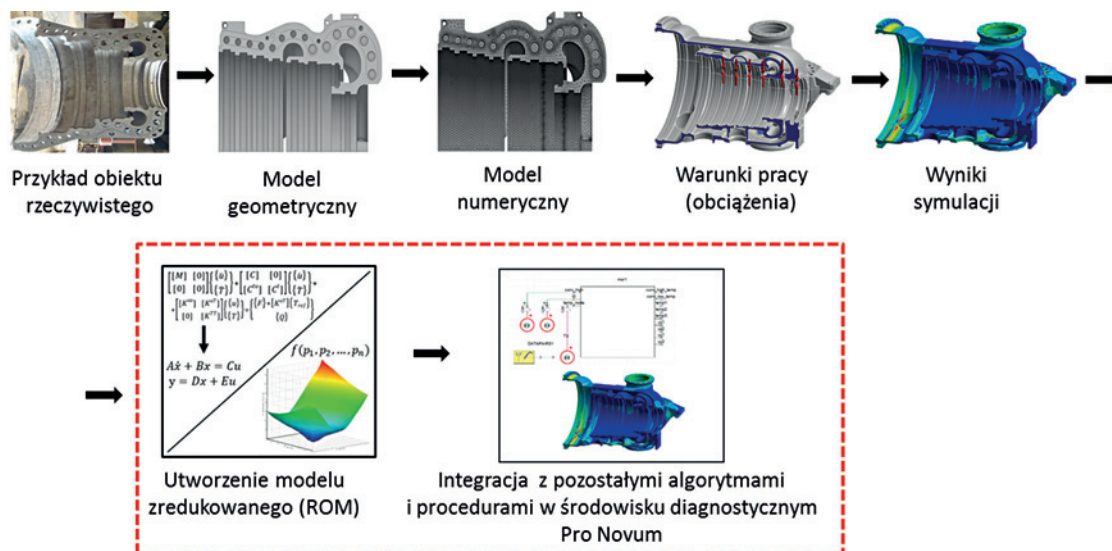 Przykład obiektu
rzeczywistego
Model
geometryczny
Model
numeryczny
Warunki pracy
(obciążenia)
Wyniki
symulacji
Aẋ + Bx = Cu
y = Dx + Eu
f(p₁, p₂, ..., pₙ)
Utworzenie modelu
zredukowanego (ROM)
Integracja z pozostałymi algorytmami
i procedurami w środowisku diagnostycznym
Pro Novum